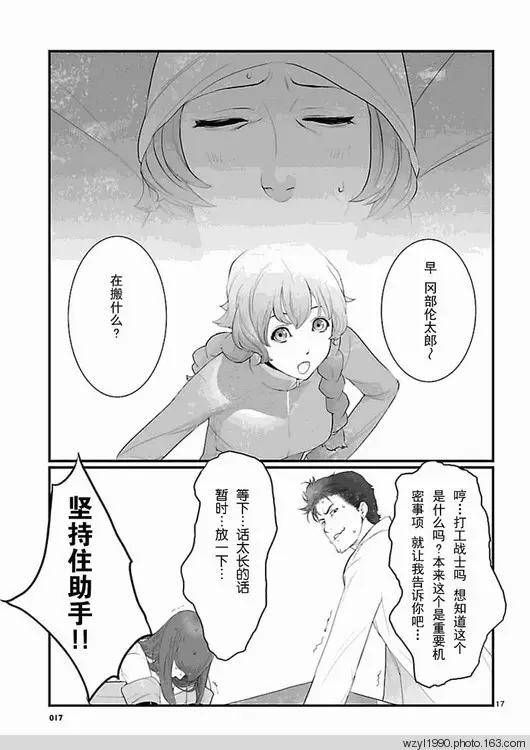 早 冈部伦太郎～
在搬什么？
哼…打工战士吗 想知道这个
是什么吗？本来这个是重要机
密事项 就让我告诉你吧…
等下…话太长的话
暂时…放一下…
坚持住助手!!
17
017
wzyl1990.photo.163.com